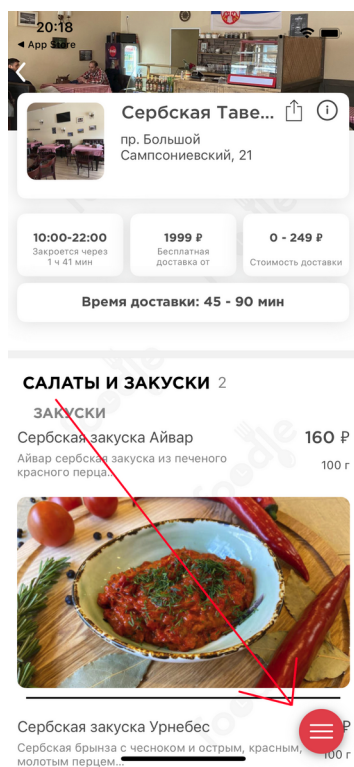 20:18
◀ App Store
Сербская Таве...
пр. Большой
Сампсониевский, 21
10:00-22:00
Закроется через
1 ч 41 мин
1999 ₽
Бесплатная
доставка от
0 - 249 ₽
Стоимость доставки
Время доставки: 45 - 90 мин
САЛАТЫ И ЗАКУСКИ 2
ЗАКУСКИ
Сербская закуска Айвар
160 ₽
Айвар сербская закуска из печеного
красного перца...
100 г
Сербская закуска Урнебес
₽
Сербская брынза с чесноком и острым, красным,
молотым перцем...
100 г
foodle